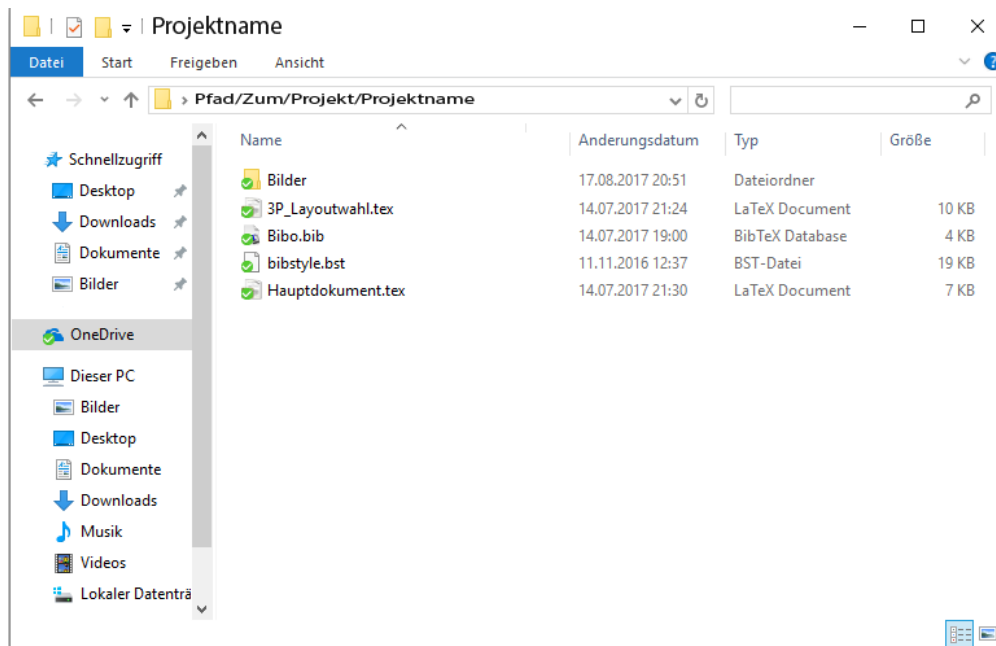 Projektname
Datei Start Freigeben Ansicht
Pfad/Zum/Projekt/Projektname
Name Anderungsdatum Typ Größe
Schnellzugriff
Desktop
Downloads
Dokumente
Bilder
OneDrive
Dieser PC
Bilder
Desktop
Dokumente
Downloads
Musik
Videos
Lokaler Datenträ
Bilder 17.08.2017 20:51 Dateiordner
3P_Layoutwahl.tex 14.07.2017 21:24 LaTeX Document 10 KB
Bibo.bib 14.07.2017 19:00 BibTeX Database 4 KB
bibstyle.bst 11.11.2016 12:37 BST-Datei 19 KB
Hauptdokument.tex 14.07.2017 21:30 LaTeX Document 7 KB